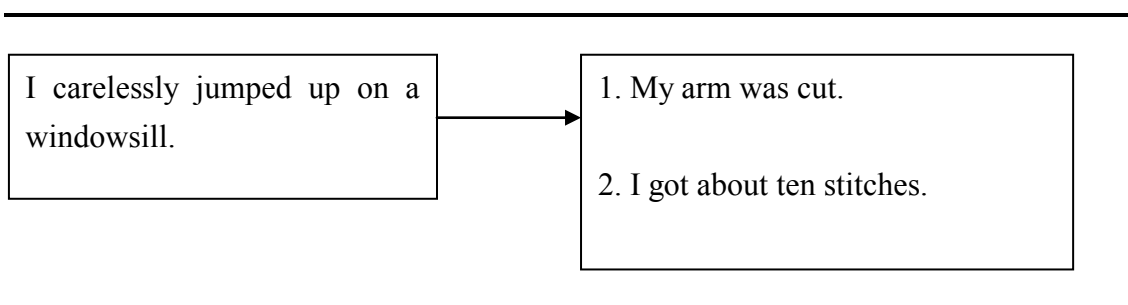 I carelessly jumped up on a
windowsill.
1. My arm was cut.
2. I got about ten stitches.